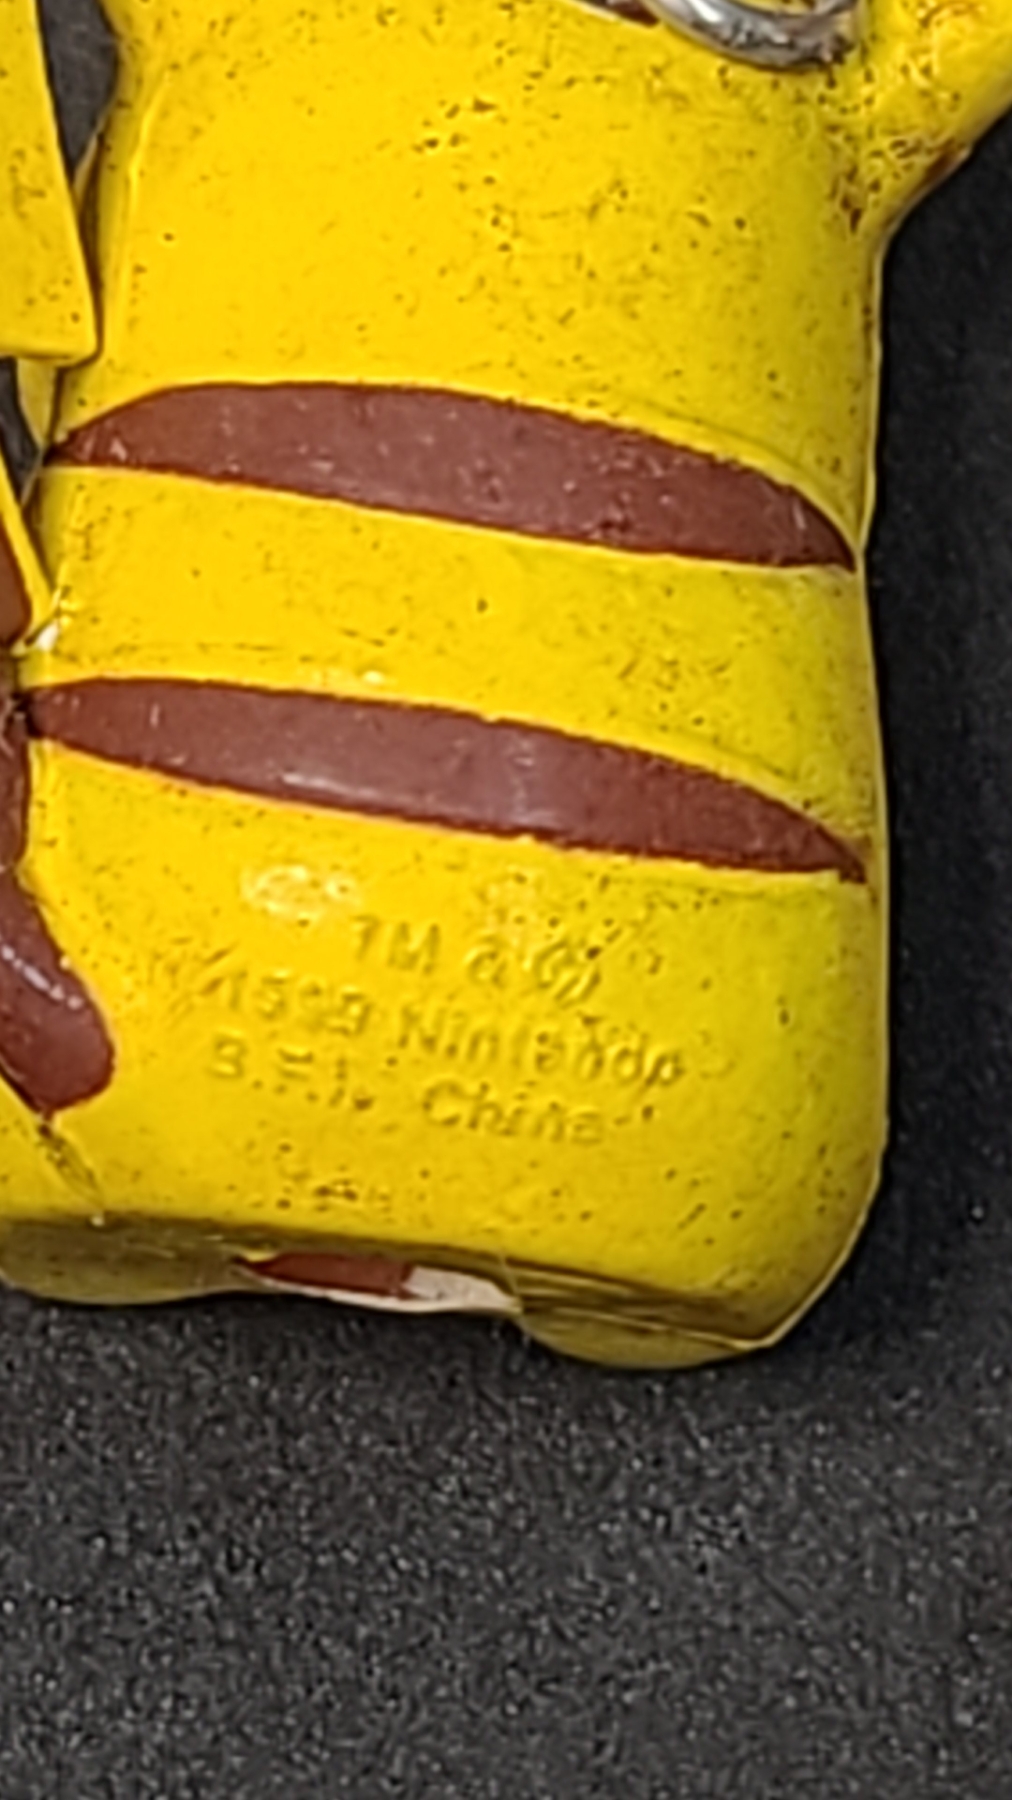 TM & ©
1999 Nintendo
B.F.I. China